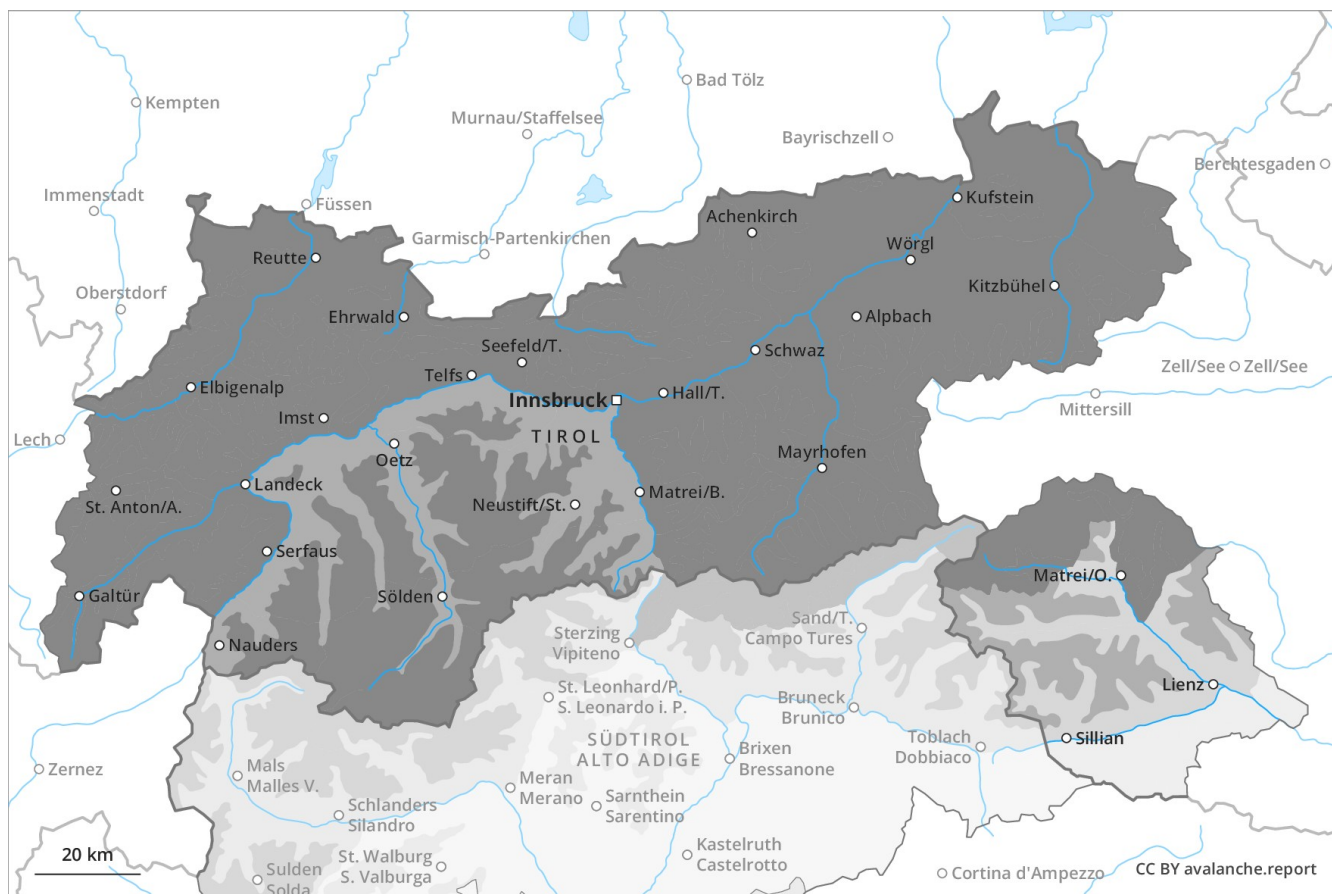 Kempten
Bad Tölz
Murnau/Staffelsee
Bayrischzell
Berchtesgaden
Immenstadt
Füssen
Kufstein
Achenkirch
Garmisch-Partenkirchen
Wörgl
Reutte
Kitzbühel
Oberstdorf
Ehrwald
Alpbach
Seefeld/T.
Schwaz
Zell/See
Zell/See
Telfs
Elbigenalp
Innsbruck
Hall/T.
Mittersill
Imst
TIROL
Lech
Oetz
Mayrhofen
Landeck
Matrei/B.
St. Anton/A.
Neustift/St.
Serfaus
Matrei/O.
Galtür
Sölden
Sand/T.
Campo Tures
Sterzing
Vipiteno
Nauders
Lienz
St. Leonhard/P.
S. Leonardo i. P.
Bruneck
Brunico
SÜDTIROL
ALTO ADIGE
Toblach
Dobbiaco
Sillian
Brixen
Bressanone
Zernez
Mals
Malles V.
Meran
Merano
Sarnthein
Sarentino
Schlanders
Silandro
Kastelruth
Castelrotto
20 km
St. Walburg
S. Valburga
Sulden
Solda
Cortina d'Ampezzo
CC BY avalanche.report